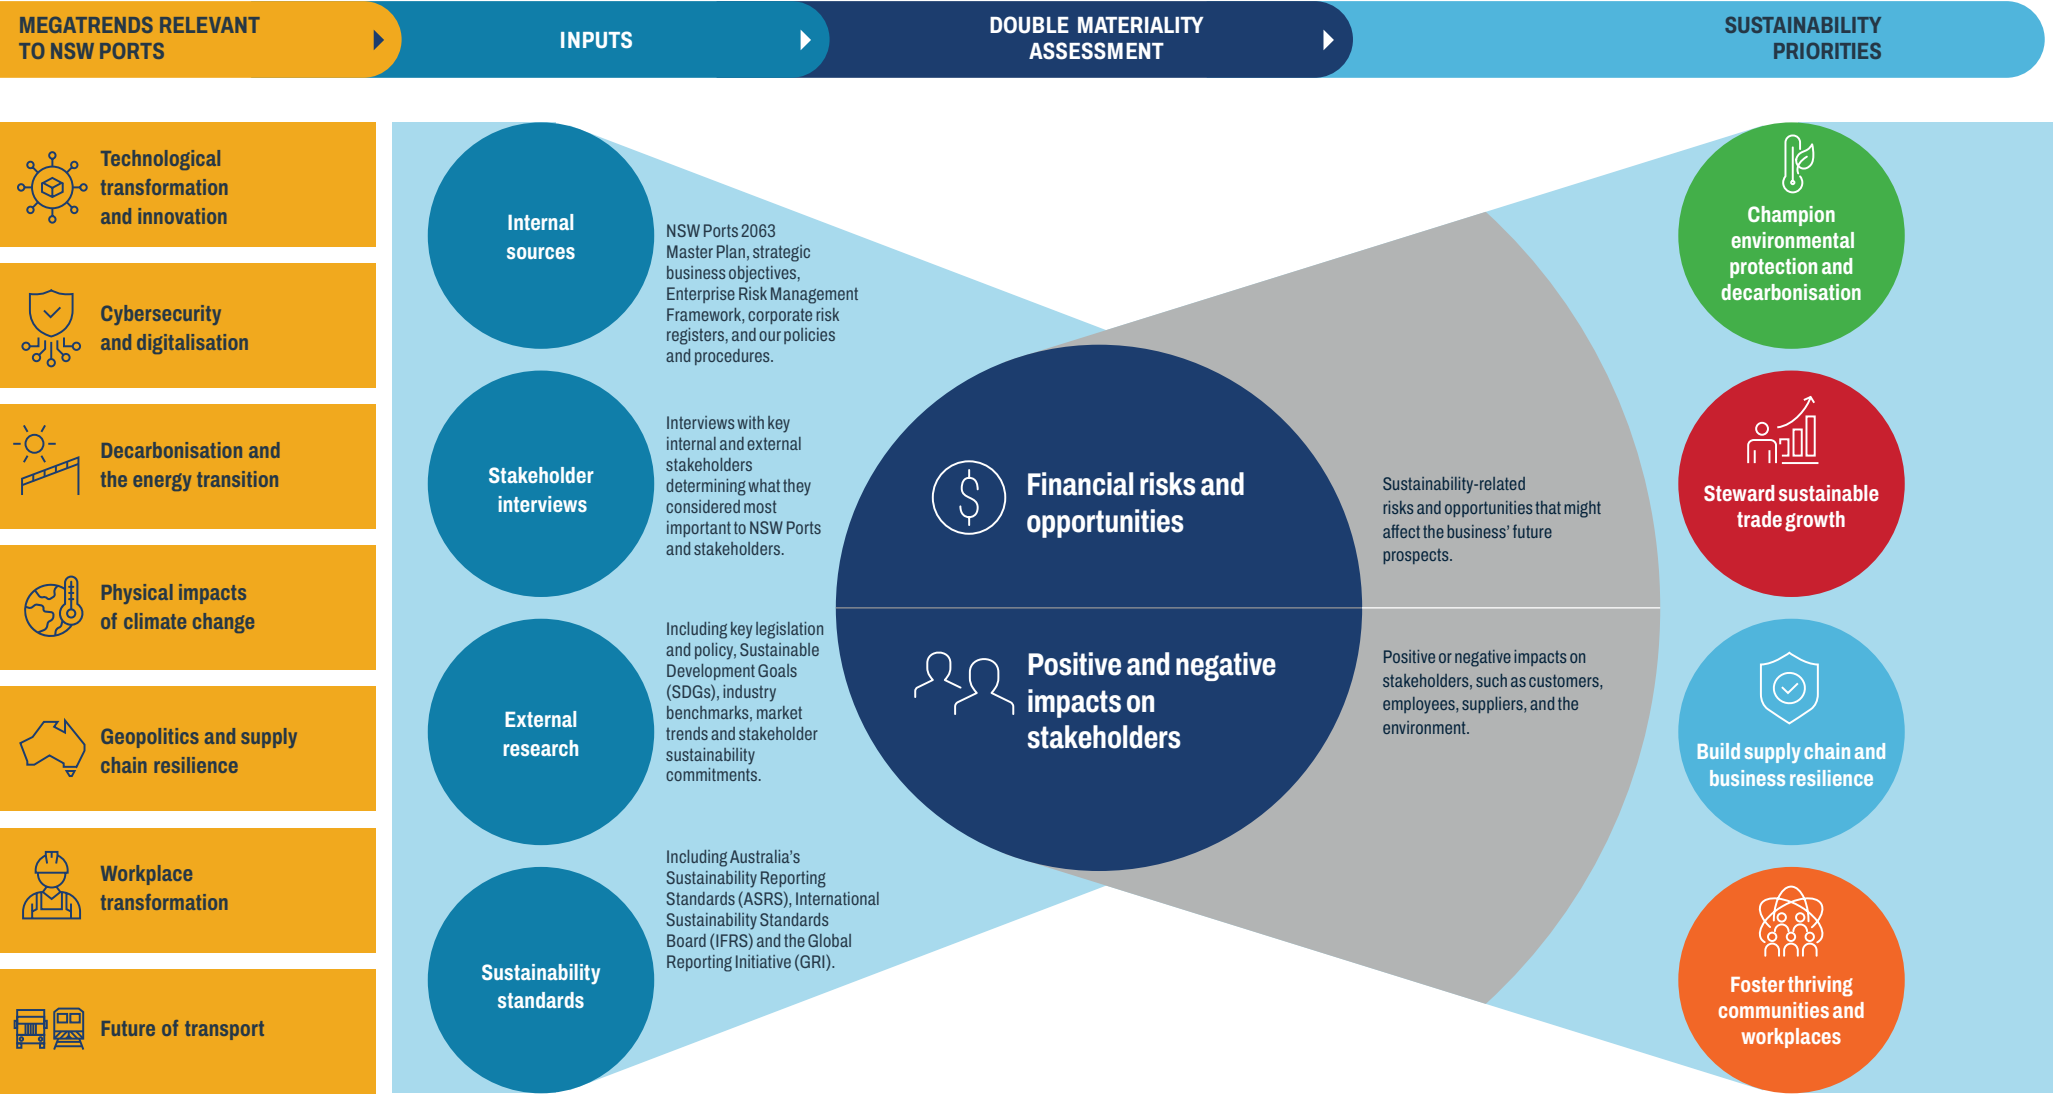 MEGATRENDS RELEVANT
TO NSW PORTS
INPUTS
DOUBLE MATERIALITY
ASSESSMENT
SUSTAINABILITY
PRIORITIES
Technological
transformation
and innovation
Cybersecurity
and digitalisation
Decarbonisation and
the energy transition
Physical impacts
of climate change
Geopolitics and supply
chain resilience
Workplace
transformation
Future of transport
Internal
sources
NSW Ports 2063
Master Plan, strategic
business objectives,
Enterprise Risk Management
Framework, corporate risk
registers, and our policies
and procedures.
Stakeholder
interviews
Interviews with key
internal and external
stakeholders
determining what they
considered most
important to NSW Ports
and stakeholders.
External
research
Including key legislation
and policy, Sustainable
Development Goals
(SDGs), industry
benchmarks, market
trends and stakeholder
sustainability
commitments.
Sustainability
standards
Including Australia's
Sustainability Reporting
Standards (ASRS), International
Sustainability Standards
Board (IFRS) and the Global
Reporting Initiative (GRI).
Financial risks and
opportunities
Positive and negative
impacts on
stakeholders
Sustainability-related
risks and opportunities that might
affect the business' future
prospects.
Positive or negative impacts on
stakeholders, such as customers,
employees, suppliers, and the
environment.
Champion
environmental
protection and
decarbonisation
Steward sustainable
trade growth
Build supply chain and
business resilience
Foster thriving
communities and
workplaces